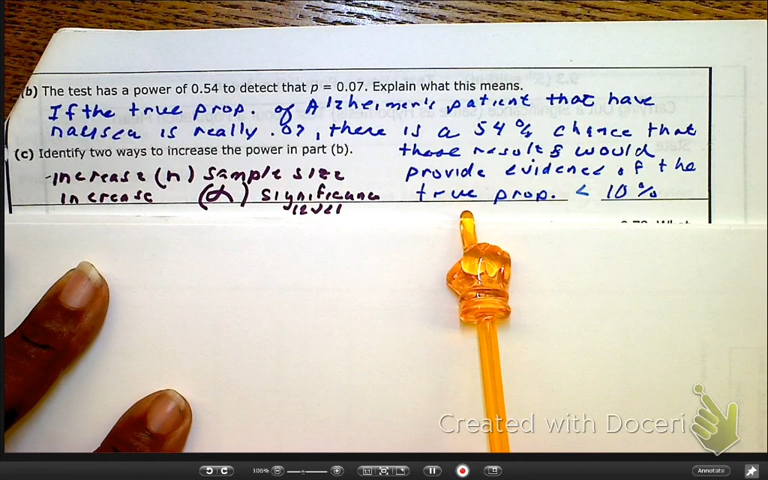 (b) The test has a power of 0.54 to detect that p = 0.07. Explain what this means.
If the true prop. of Alzheimer's patient that have
nausea is really .07, there is a 54% chance that
these results would
provide evidence of the
true prop. < 10%
(c) Identify two ways to increase the power in part (b).
-increase (n) sample size
increase (α) significance
level
Created with Doceri
106%
Annotate